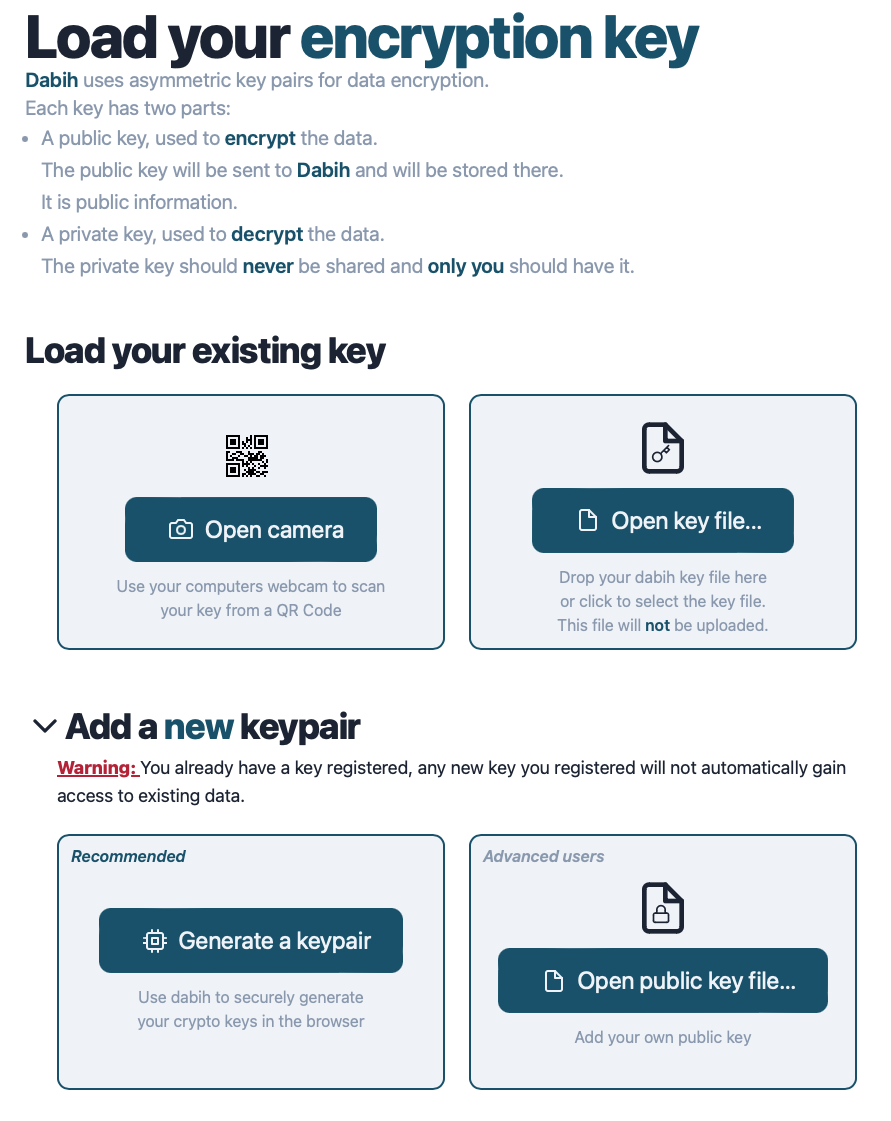 Load your encryption key
Dabih uses asymmetric key pairs for data encryption.
Each key has two parts:
• A public key, used to encrypt the data.
The public key will be sent to Dabih and will be stored there.
It is public information.
• A private key, used to decrypt the data.
The private key should never be shared and only you should have it.
Load your existing key
Open camera
Use your computers webcam to scan
your key from a QR Code
Open key file...
Drop your dabih key file here
or click to select the key file.
This file will not be uploaded.
Add a new keypair
Warning: You already have a key registered, any new key you registered will not automatically gain
access to existing data.
Recommended
Generate a keypair
Use dabih to securely generate
your crypto keys in the browser
Advanced users
Open public key file...
Add your own public key